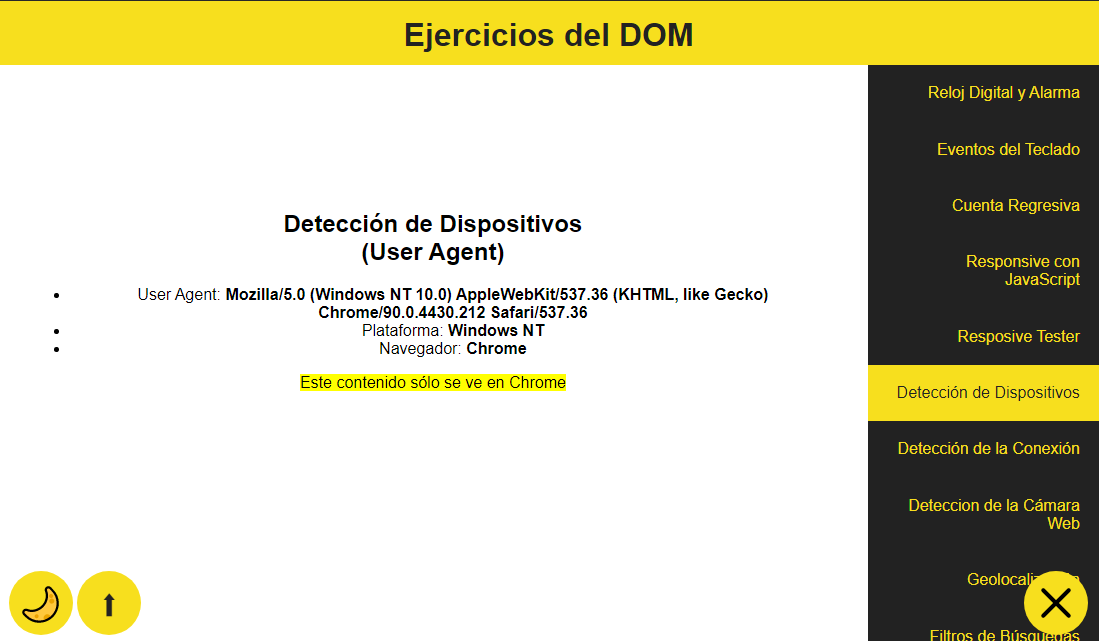 Ejercicios del DOM
Detección de Dispositivos
(User Agent)
User Agent: Mozilla/5.0 (Windows NT 10.0) AppleWebKit/537.36 (KHTML, like Gecko)
Chrome/90.0.4430.212 Safari/537.36
Plataforma: Windows NT
Navegador: Chrome
Este contenido sólo se ve en Chrome
Reloj Digital y Alarma
Eventos del Teclado
Cuenta Regresiva
Responsive con
JavaScript
Resposive Tester
Detección de Dispositivos
Detección de la Conexión
Deteccion de la Cámara
Web
Filtros de Búsquedas